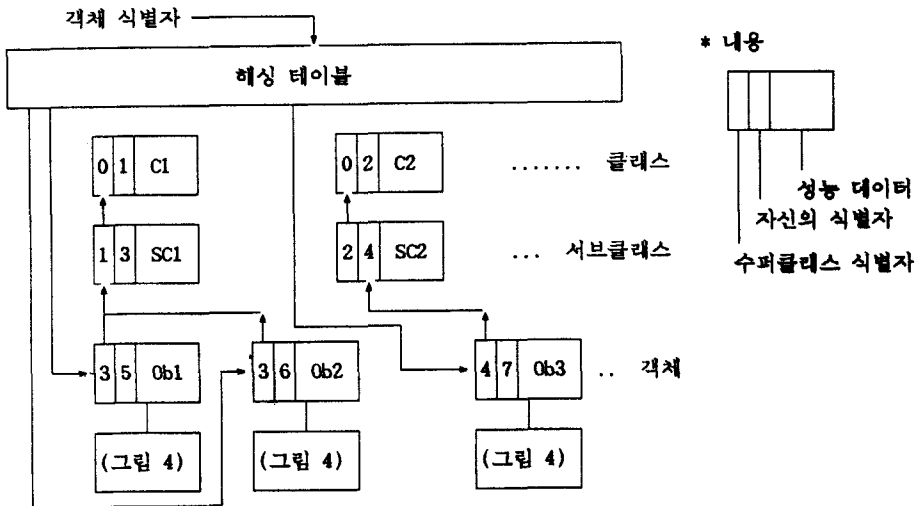 객체 식별자
해싱 테이블
* 내용
0 1 C1
0 2 C2
....... 클래스
성능 데이터
자신의 식별자
수퍼클래스 식별자
1 3 SC1
2 4 SC2
... 서브클래스
3 5 Ob1
3 6 Ob2
4 7 Ob3
.. 객체
(그림 4)
(그림 4)
(그림 4)